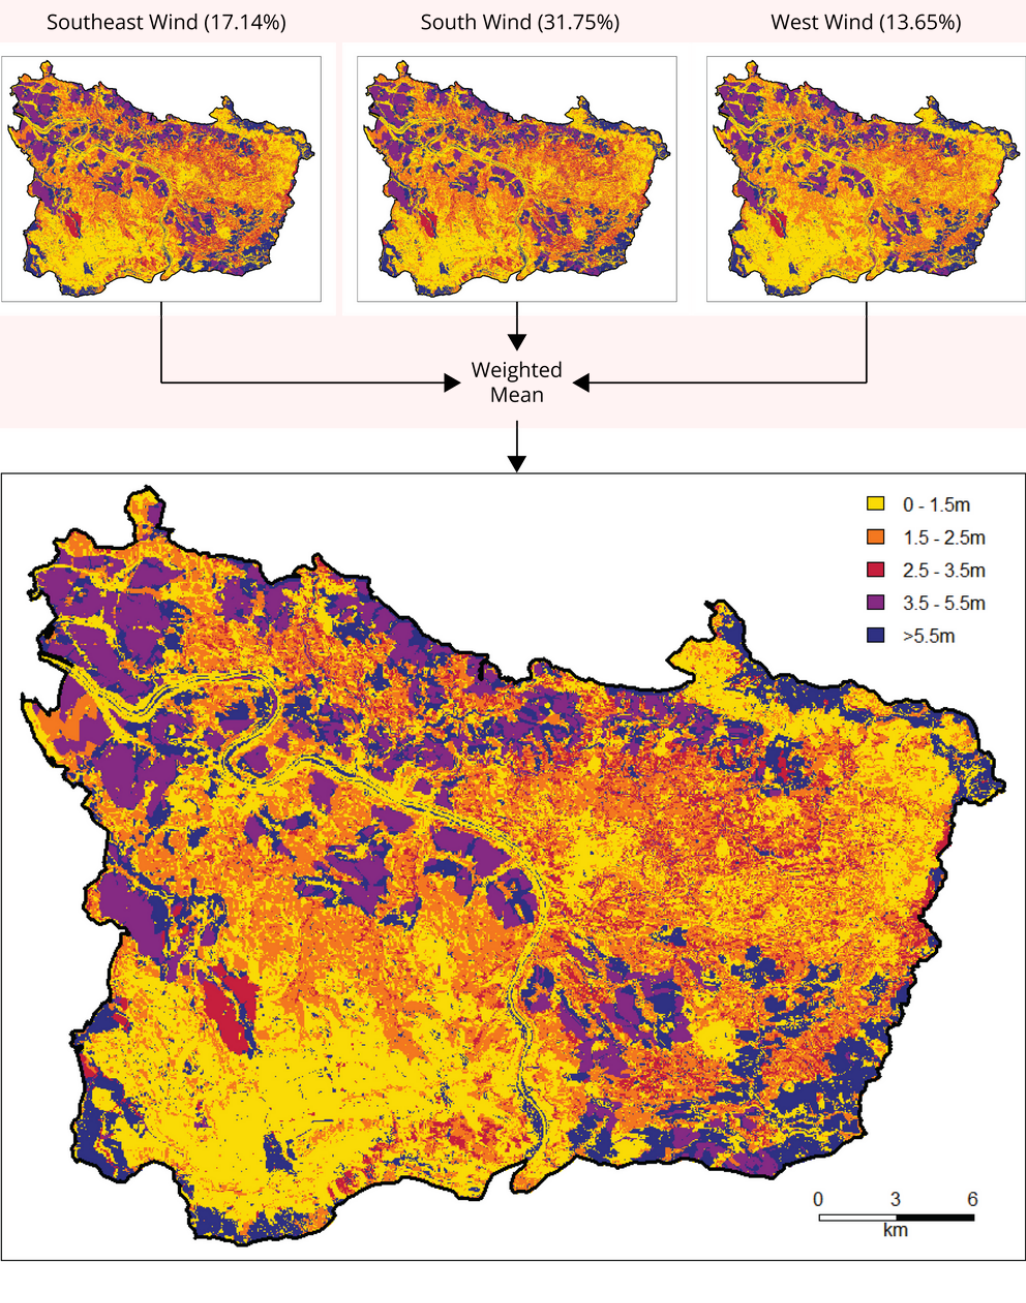 Southeast Wind (17.14%)
South Wind (31.75%)
West Wind (13.65%)
Weighted
Mean
0 - 1.5m
1.5 - 2.5m
2.5 - 3.5m
3.5 - 5.5m
>5.5m
0 3 6
km